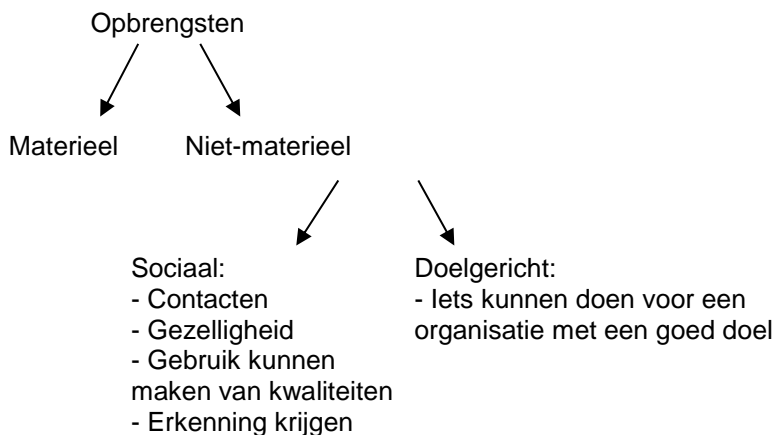 Opbrengsten
Materieel
Niet-materieel
Sociaal:
- Contacten
- Gezelligheid
- Gebruik kunnen
maken van kwaliteiten
- Erkenning krijgen
Doelgericht:
- Iets kunnen doen voor een
organisatie met een goed doel